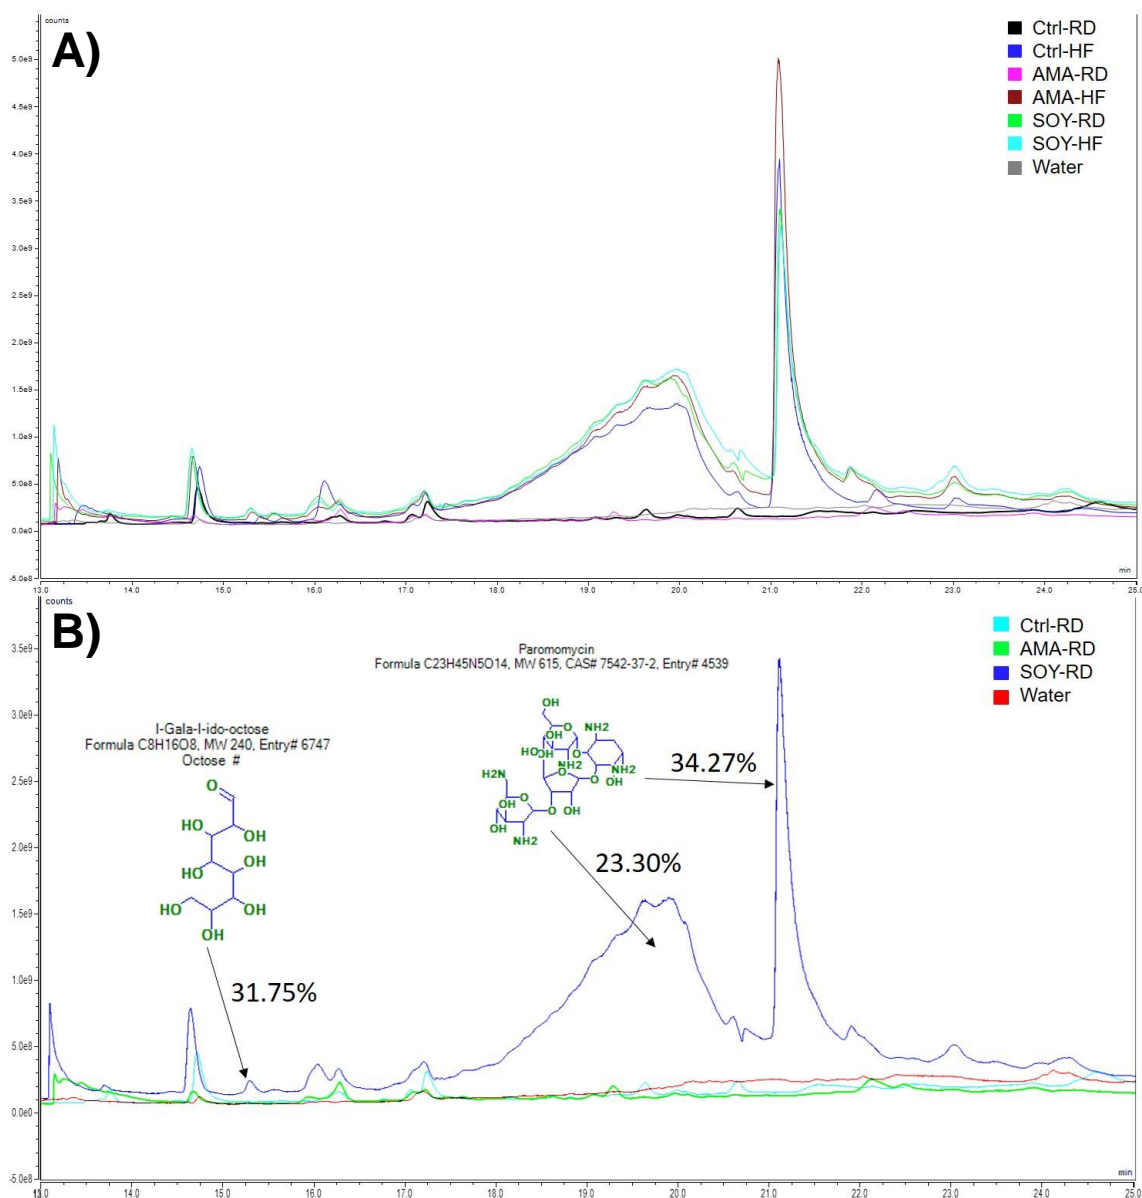 counts
A)
Ctrl-RD
Ctrl-HF
AMA-RD
AMA-HF
SOY-RD
SOY-HF
Water
5.0e9
4.5e9
4.0e9
3.5e9
3.0e9
2.5e9
2.0e9
1.5e9
1.0e9
5.0e8
0.0e0
-5.0e8
min
13.0 14.0 15.0 16.0 17.0 18.0 19.0 20.0 21.0 22.0 23.0 24.0 25.0
counts
B)
Ctrl-RD
AMA-RD
SOY-RD
Water
Paromomycin
Formula C23H45N5O14, MW 615, CAS# 7542-37-2, Entry# 4539
l-Gala-l-ido-octose
Formula C8H16O8, MW 240, Entry# 6747
Octose #
O
HO
OH
HO
OH
HO
OH
OH
31.75%
OH
O
NH2
OH
HO
OH
O
NH2
NH2
OH
H2N
O
O
OH
O
O
OH
OH
NH2
34.27%
23.30%
3.5e9
3.0e9
2.5e9
2.0e9
1.5e9
1.0e9
5.0e8
0.0e0
-5.0e8
min
14.0 15.0 16.0 17.0 18.0 19.0 20.0 21.0 22.0 23.0 24.0